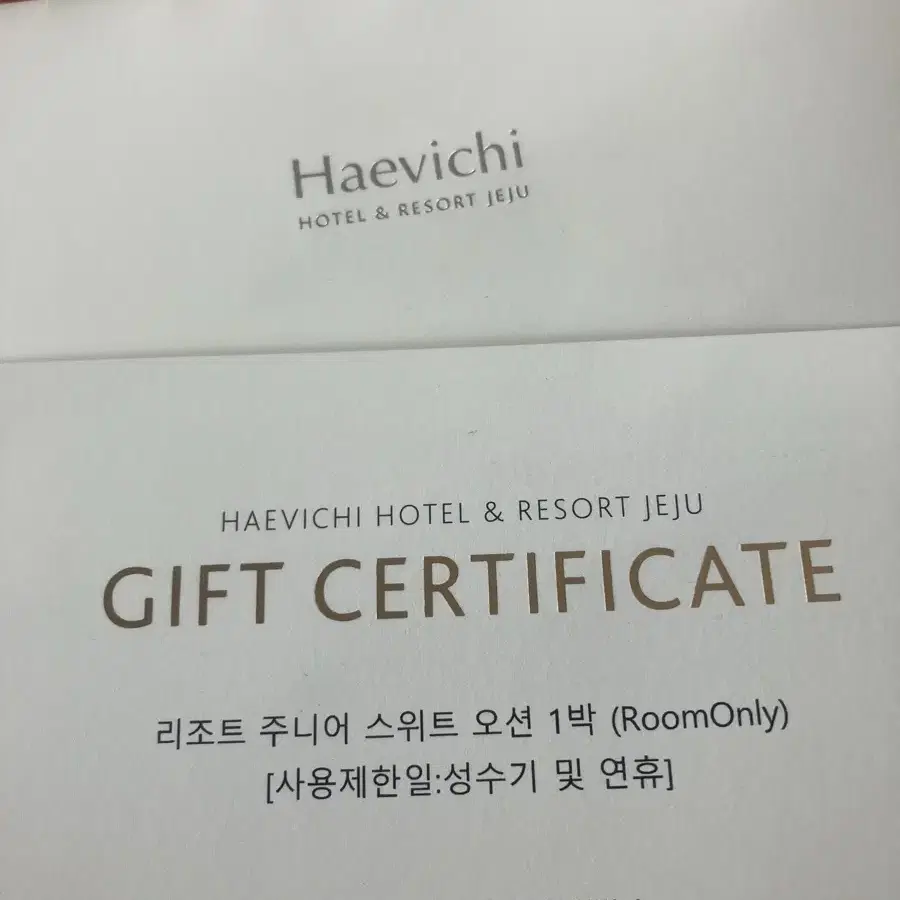 Haevichi
HOTEL & RESORT JEJU
HAEVICHI HOTEL & RESORT JEJU
GIFT CERTIFICATE
리조트 주니어 스위트 오션 1박 (RoomOnly)
[사용제한일:성수기 및 연휴]